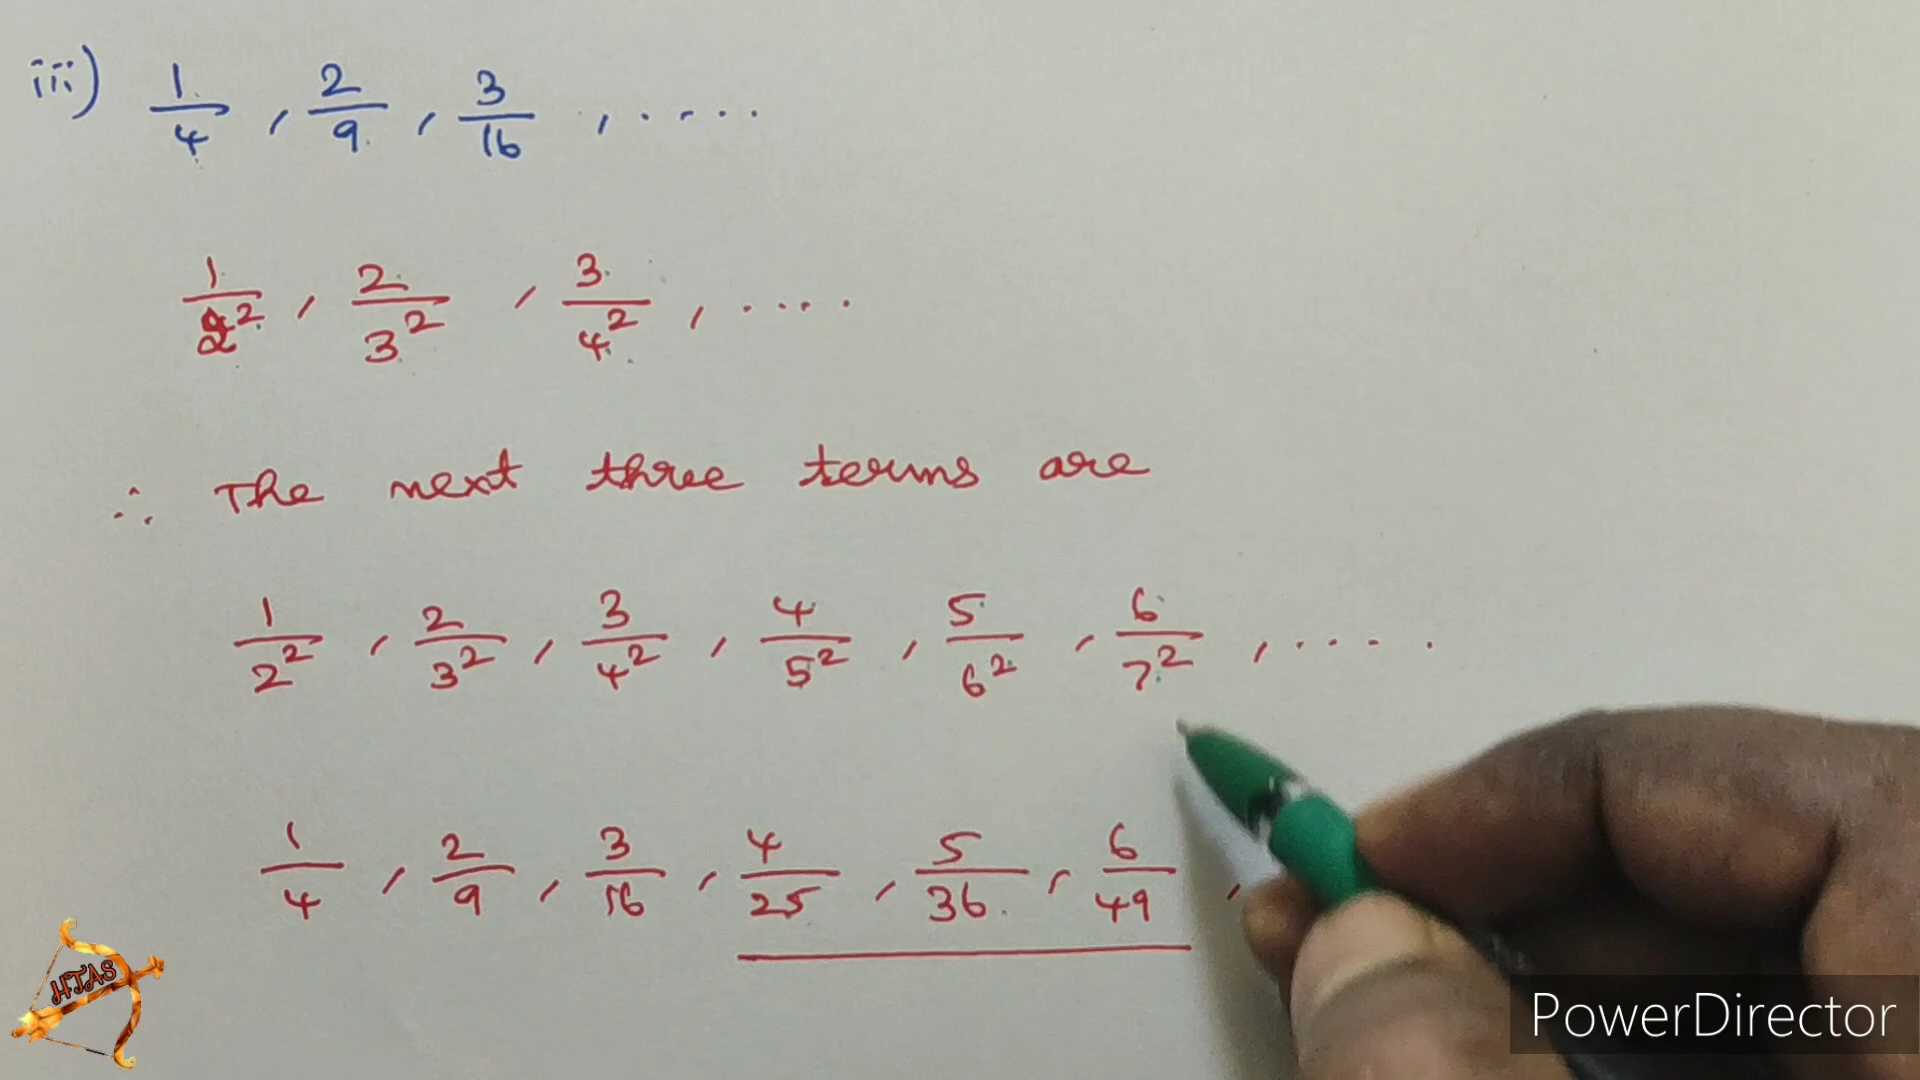 iii) 1/4 , 2/9 , 3/16 , .....
1/2² , 2/3² , 3/4² , .....
∴ The next three terms are
1/2² , 2/3² , 3/4² , 4/5² , 5/6² , 6/7² , .....
1/4 , 2/9 , 3/16 , 4/25 , 5/36 , 6/49 ,
HTAS
PowerDirector